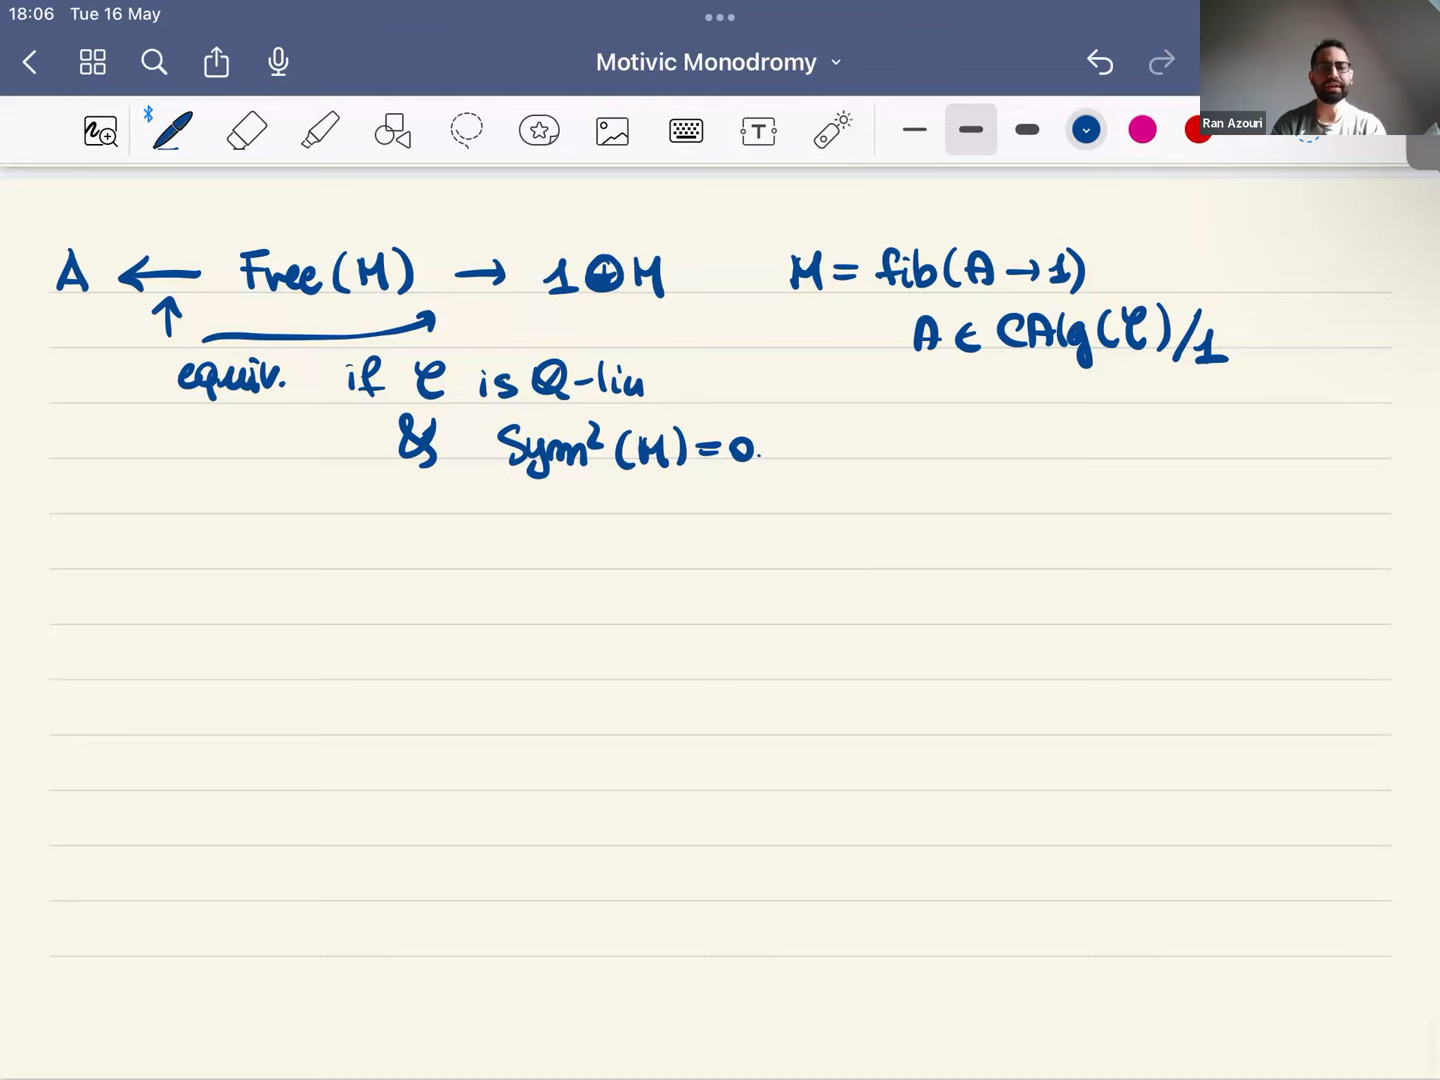 18:06 Tue 16 May
Motivic Monodromy
Ran Azouri
A ← Free(M) → 1⊕M M = fib(A→1)
A ∈ CAlg(C)/1
equiv. if C is Q-lin
& Sym²(M)=0.